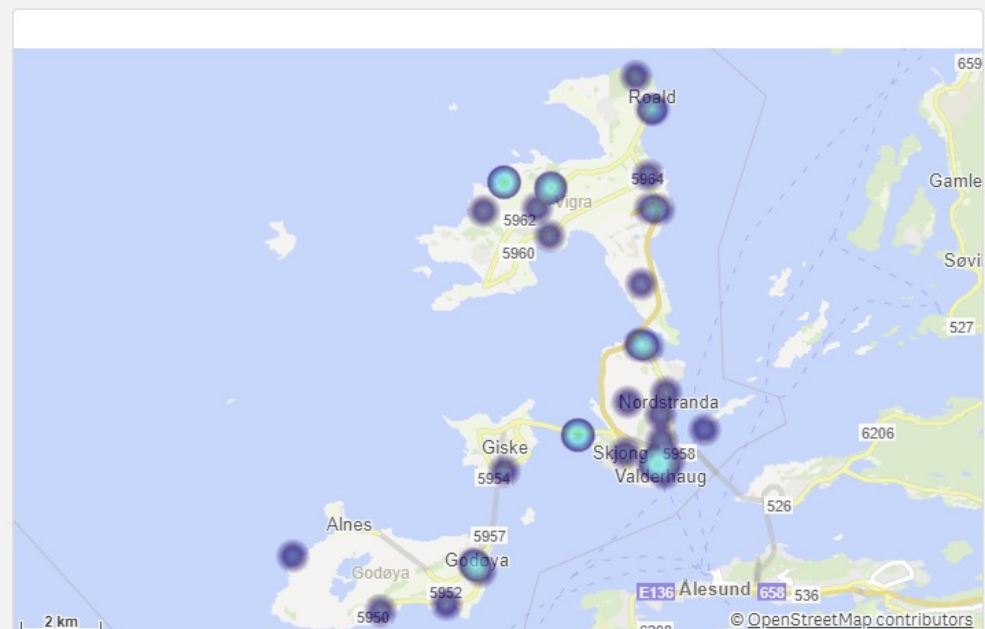 659
Roald
5964
Gamle
Vigra
5962
5960
Søvi
527
Nordstranda
6206
Giske
Skjong
5958
5954
Valderhaug
526
Alnes
5957
Godøya
Godøya
5952
E136 Ålesund 658 536
5950
2 km
© OpenStreetMap contributors